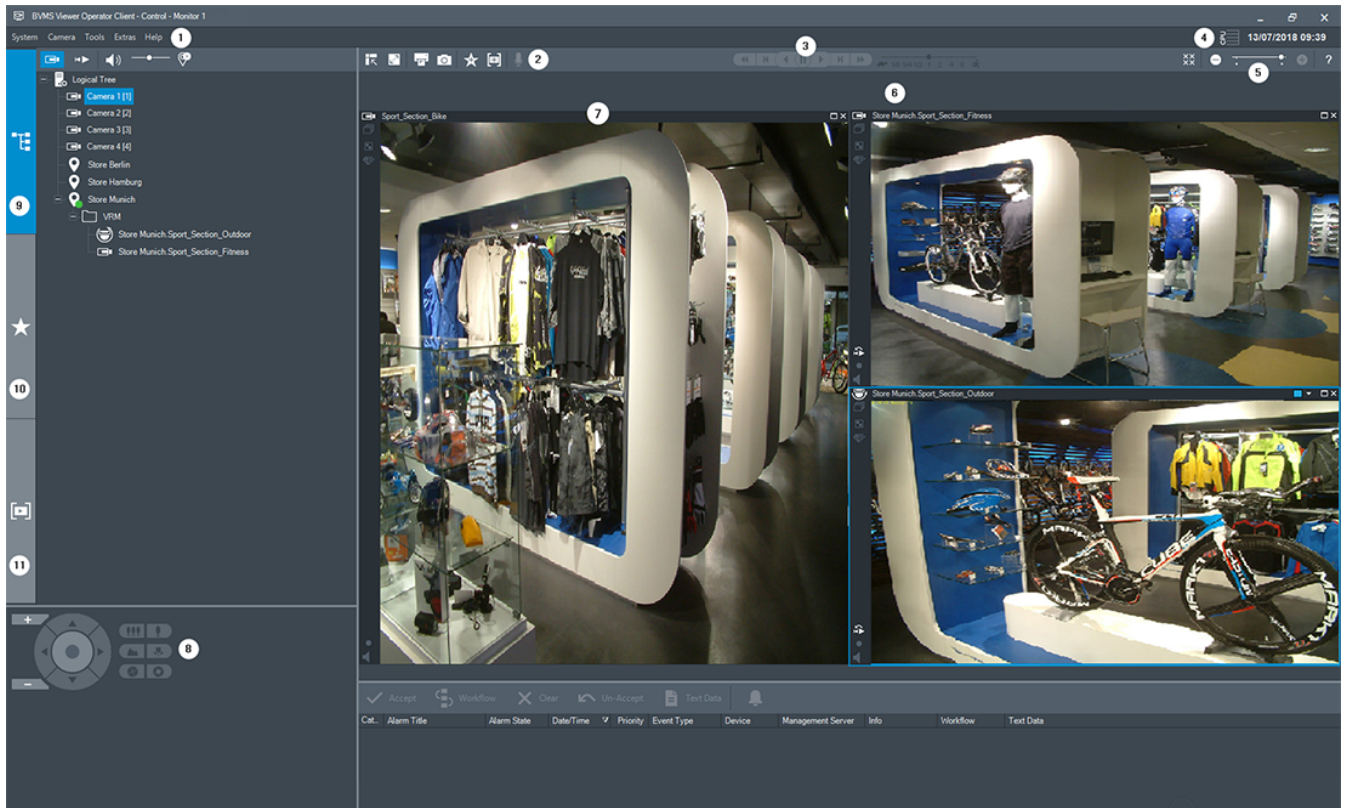 BVMS Viewer Operator Client - Control - Monitor 1
System Camera Tools Extras Help 1
4 13/07/2018 09:39
2
3
5
?
Logical Tree
Camera 1 [1]
Camera 2 [2]
Camera 3 [3]
Camera 4 [4]
Store Berlin
Store Hamburg
Store Munich
VRM
Store Munich.Sport_Section_Outdoor
Store Munich.Sport_Section_Fitness
9
10
11
8
6
7
Sport_Section_Bike
Store Munich.Sport_Section_Fitness
Store Munich.Sport_Section_Outdoor
CUBE
Accept Workflow Clear Un-Accept Text Data
Cat.. Alarm Title Alarm State Date/Time Priority Event Type Device Management Server Info Workflow Text Data